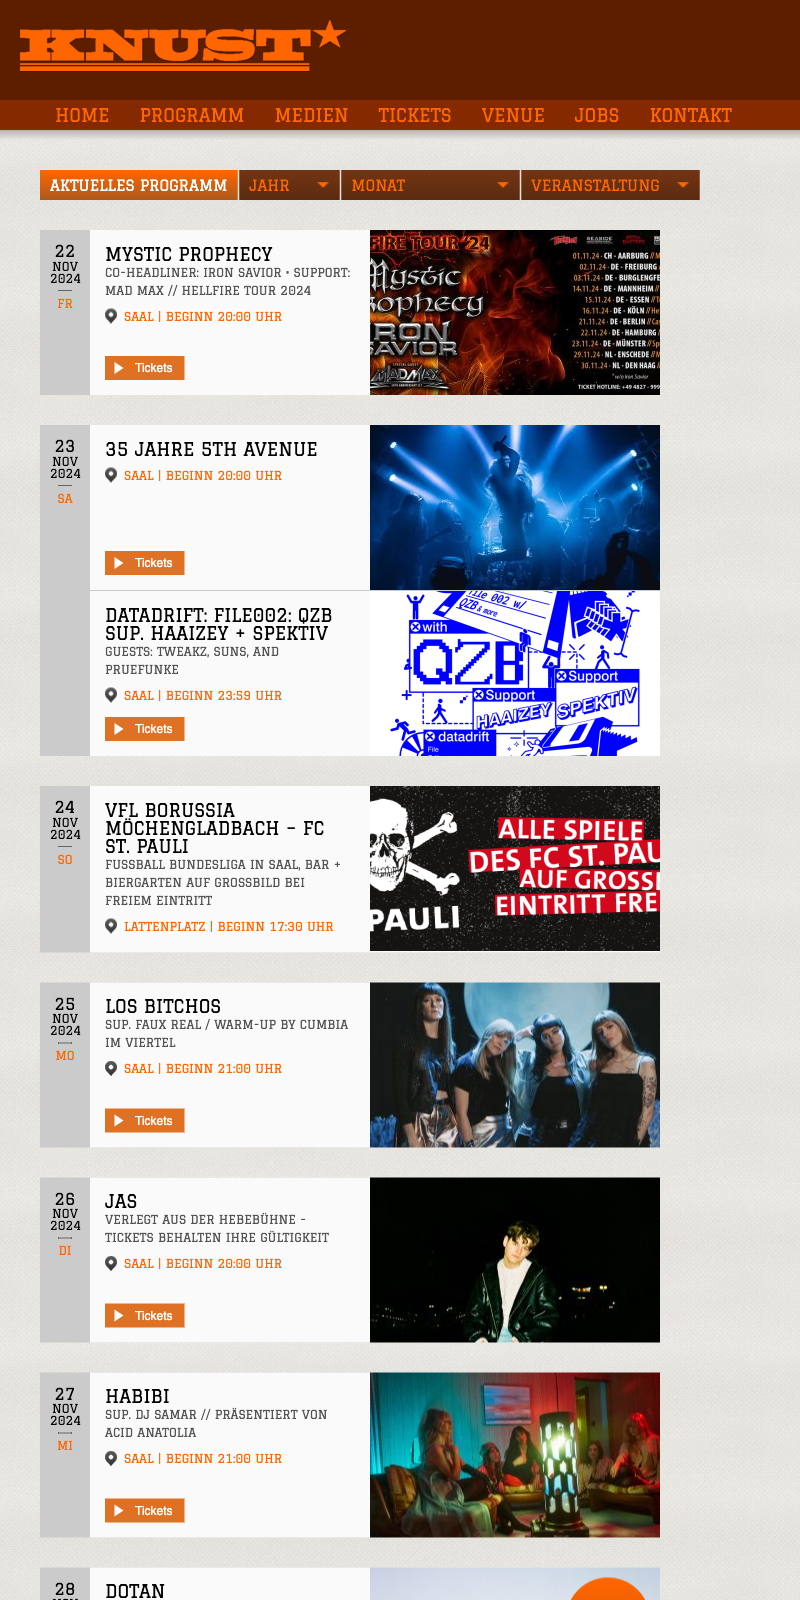 KNUST
HOME PROGRAMM MEDIEN TICKETS VENUE JOBS KONTAKT
AKTUELLES PROGRAMM JAHR MONAT VERANSTALTUNG
22
NOV
2024
FR
MYSTIC PROPHECY
CO-HEADLINER: IRON SAVIOR • SUPPORT:
MAD MAX // HELLFIRE TOUR 2024
SAAL | BEGINN 20:00 UHR
Tickets
FIRE TOUR '24
Mystic
ophecy
IRON
SAVIOR
MADMAX
01.11.24 • CH - AARBURG //
02.11.24 • DE - FREIBURG
03.11.24 • DE - BURGLENGFE
14.11.24 • DE - MANNHEIM //
15.11.24 • DE - ESSEN //
16.11.24 • DE - KÖLN //
21.11.24 • DE - BERLIN //
22.11.24 • DE - HAMBURG /
23.11.24 • DE - MÜNSTER //
29.11.24 • NL - ENSCHEDE //
30.11.24 • NL - DEN HAAG /
*w/o Iron Savior
TICKET HOTLINE: +49 4827 - 999
23
NOV
2024
SA
35 JAHRE 5TH AVENUE
SAAL | BEGINN 20:00 UHR
Tickets
DATADRIFT: FILE002: QZB
SUP. HAAIZEY + SPEKTIV
GUESTS: TWEAKZ, SUNS, AND
PRUEFUNKE
SAAL | BEGINN 23:59 UHR
Tickets
File 002 w/
QZB & more
with
QZB
Support
Support
HAAIZEY
SPEKTIV
datadrift
File
24
NOV
2024
SO
VFL BORUSSIA
MÖCHENGLADBACH – FC
ST. PAULI
FUSSBALL BUNDESLIGA IN SAAL, BAR +
BIERGARTEN AUF GROSSBILD BEI
FREIEM EINTRITT
LATTENPLATZ | BEGINN 17:30 UHR
PAULI
ALLE SPIELE
DES FC ST. PAU
AUF GROSSI
EINTRITT FRE
25
NOV
2024
MO
LOS BITCHOS
SUP. FAUX REAL / WARM-UP BY CUMBIA
IM VIERTEL
SAAL | BEGINN 21:00 UHR
Tickets
26
NOV
2024
DI
JAS
VERLEGT AUS DER HEBEBÜHNE -
TICKETS BEHALTEN IHRE GÜLTIGKEIT
SAAL | BEGINN 20:00 UHR
Tickets
27
NOV
2024
MI
HABIBI
SUP. DJ SAMAR // PRÄSENTIERT VON
ACID ANATOLIA
SAAL | BEGINN 21:00 UHR
Tickets
28
DOTAN